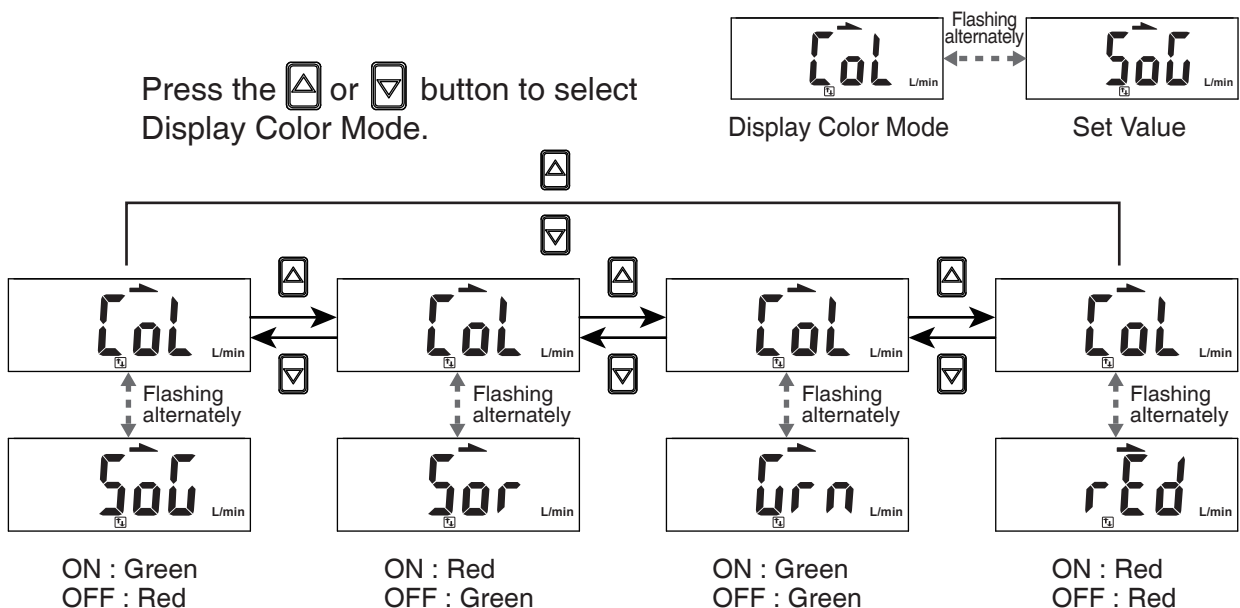 Flashing
alternately
CoL L/min
SoG L/min
Press the △ or ▽ button to select
Display Color Mode.
Display Color Mode
Set Value
CoL L/min
CoL L/min
CoL L/min
CoL L/min
Flashing
alternately
Flashing
alternately
Flashing
alternately
Flashing
alternately
SoG L/min
Sor L/min
Grn L/min
rEd L/min
ON : Green
OFF : Red
ON : Red
OFF : Green
ON : Green
OFF : Green
ON : Red
OFF : Red